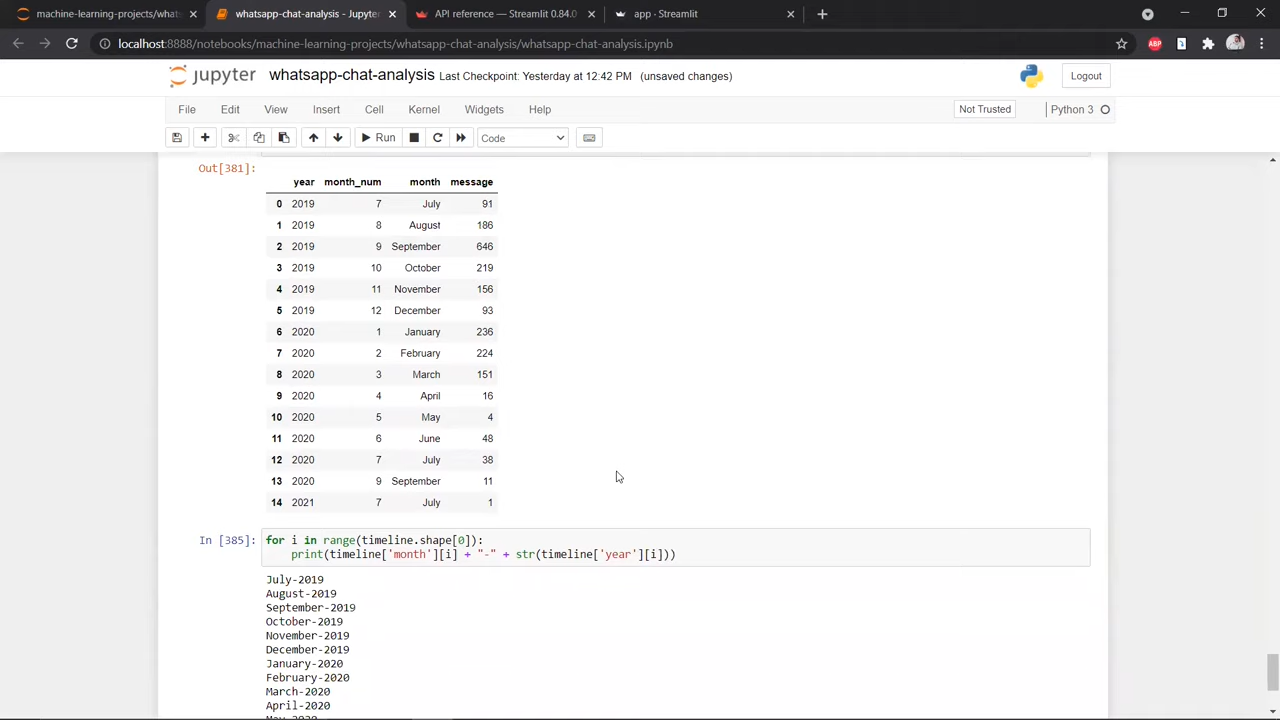 machine-learning-projects/what
whatsapp-chat-analysis - Jupyter
API reference — Streamlit 0.84.0
app · Streamlit
localhost:8888/notebooks/machine-learning-projects/whatsapp-chat-analysis/whatsapp-chat-analysis.ipynb
ABP
jupyter whatsapp-chat-analysis Last Checkpoint: Yesterday at 12:42 PM (unsaved changes)
Logout
File Edit View Insert Cell Kernel Widgets Help
Not Trusted
Python 3
Run
Code
Out[381]:
year month_num month message
0 2019 7 July 91
1 2019 8 August 186
2 2019 9 September 646
3 2019 10 October 219
4 2019 11 November 156
5 2019 12 December 93
6 2020 1 January 236
7 2020 2 February 224
8 2020 3 March 151
9 2020 4 April 16
10 2020 5 May 4
11 2020 6 June 48
12 2020 7 July 38
13 2020 9 September 11
14 2021 7 July 1
In [385]: for i in range(timeline.shape[0]):
print(timeline['month'][i] + "-" + str(timeline['year'][i]))
July-2019
August-2019
September-2019
October-2019
November-2019
December-2019
January-2020
February-2020
March-2020
April-2020
May-2020